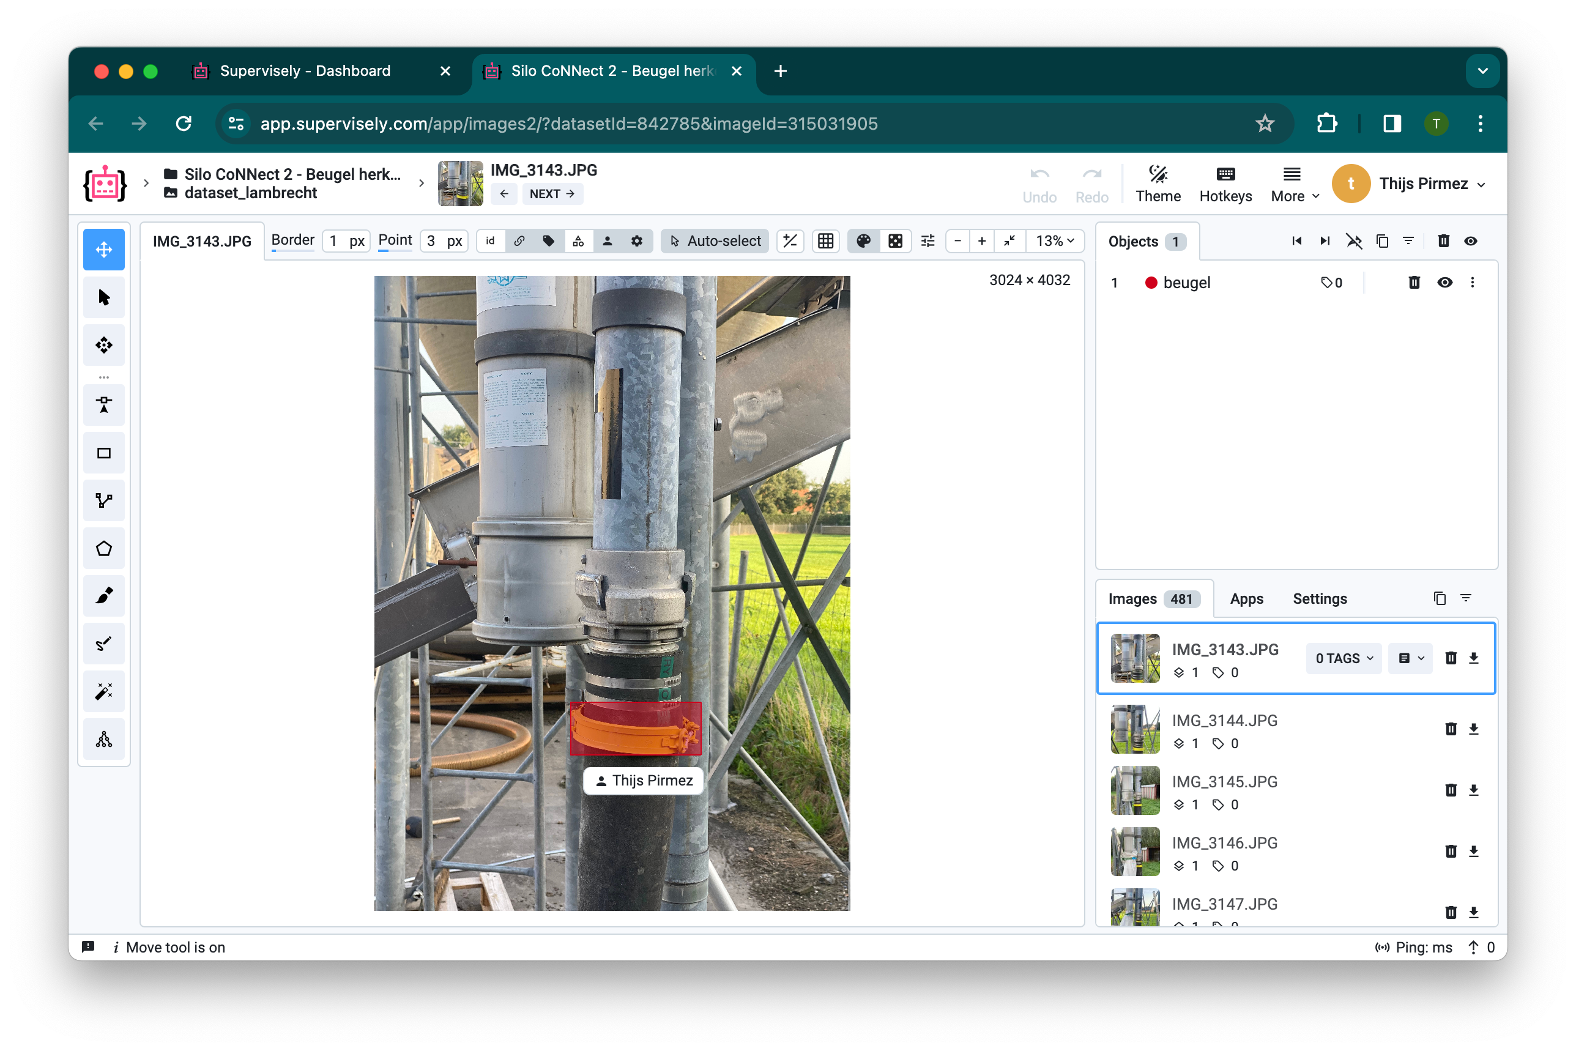 Supervisely - Dashboard
Silo CoNNect 2 - Beugel herk
app.supervisely.com/app/images2/?datasetId=842785&imageId=315031905
Silo CoNNect 2 - Beugel herk...
dataset_lambrecht
IMG_3143.JPG
NEXT →
Undo
Redo
Theme
Hotkeys
More
t
Thijs Pirmez
T
IMG_3143.JPG
Border
1 px
Point
3 px
id
Auto-select
13%
3024 × 4032
Thijs Pirmez
Objects 1
1 beugel 0
Images 481
Apps
Settings
IMG_3143.JPG
1 0
0 TAGS
IMG_3144.JPG
1 0
IMG_3145.JPG
1 0
IMG_3146.JPG
1 0
IMG_3147.JPG
1 0
i Move tool is on
Ping: ms
0